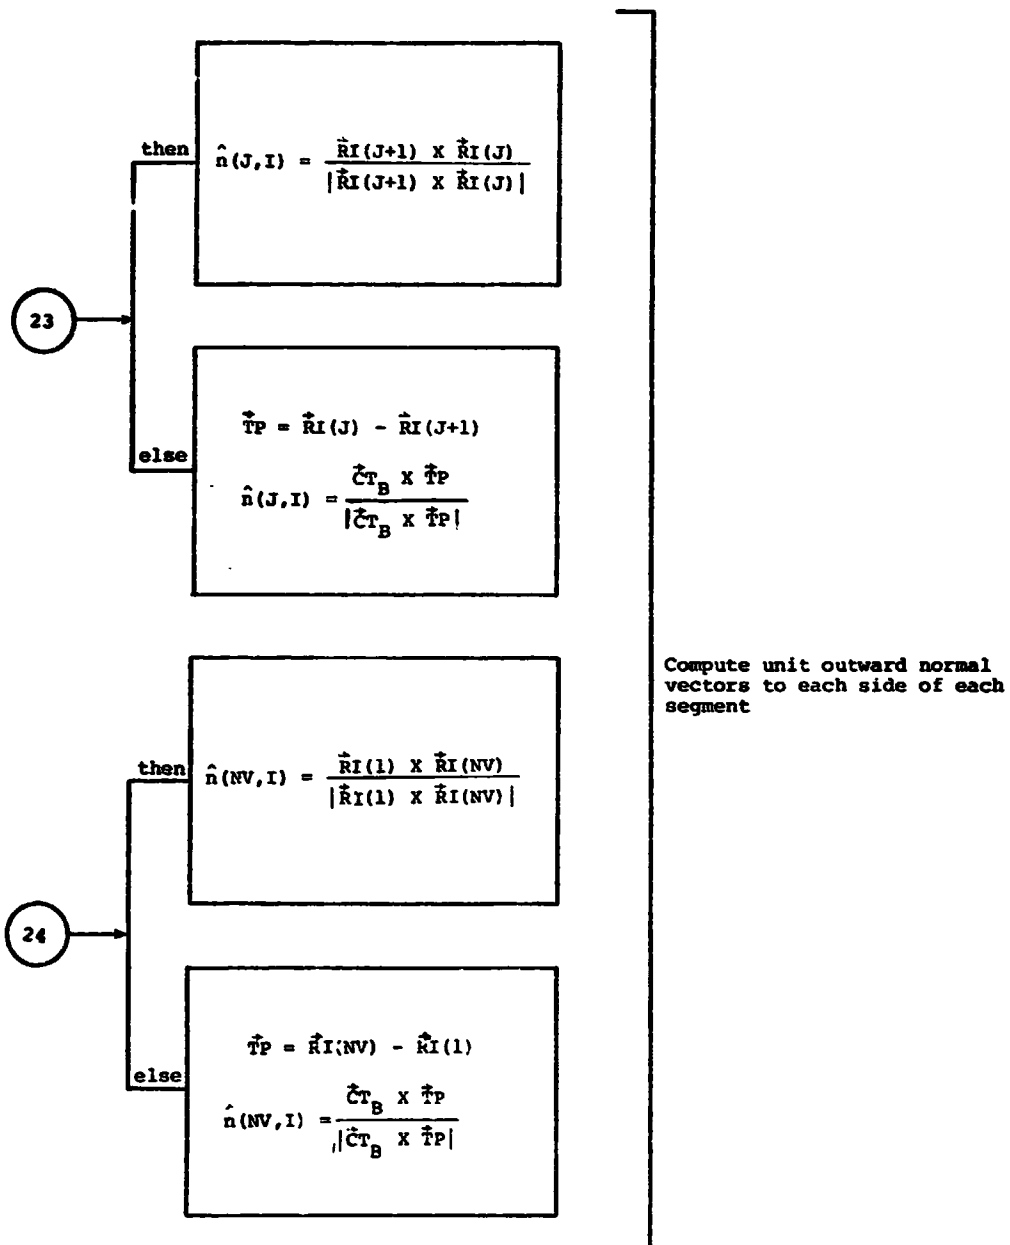 then
n̂(J,I) = R⃗I(J+1) X R⃗I(J)
|R⃗I(J+1) X R⃗I(J)|
23
T⃗P = R⃗I(J) - R⃗I(J+1)
else
n̂(J,I) = C⃗T_B X T⃗P
|C⃗T_B X T⃗P|
Compute unit outward normal
vectors to each side of each
segment
then
n̂(NV,I) = R⃗I(1) X R⃗I(NV)
|R⃗I(1) X R⃗I(NV)|
24
T⃗P = R⃗I(NV) - R⃗I(1)
else
n̂(NV,I) = C⃗T_B X T⃗P
|C⃗T_B X T⃗P|